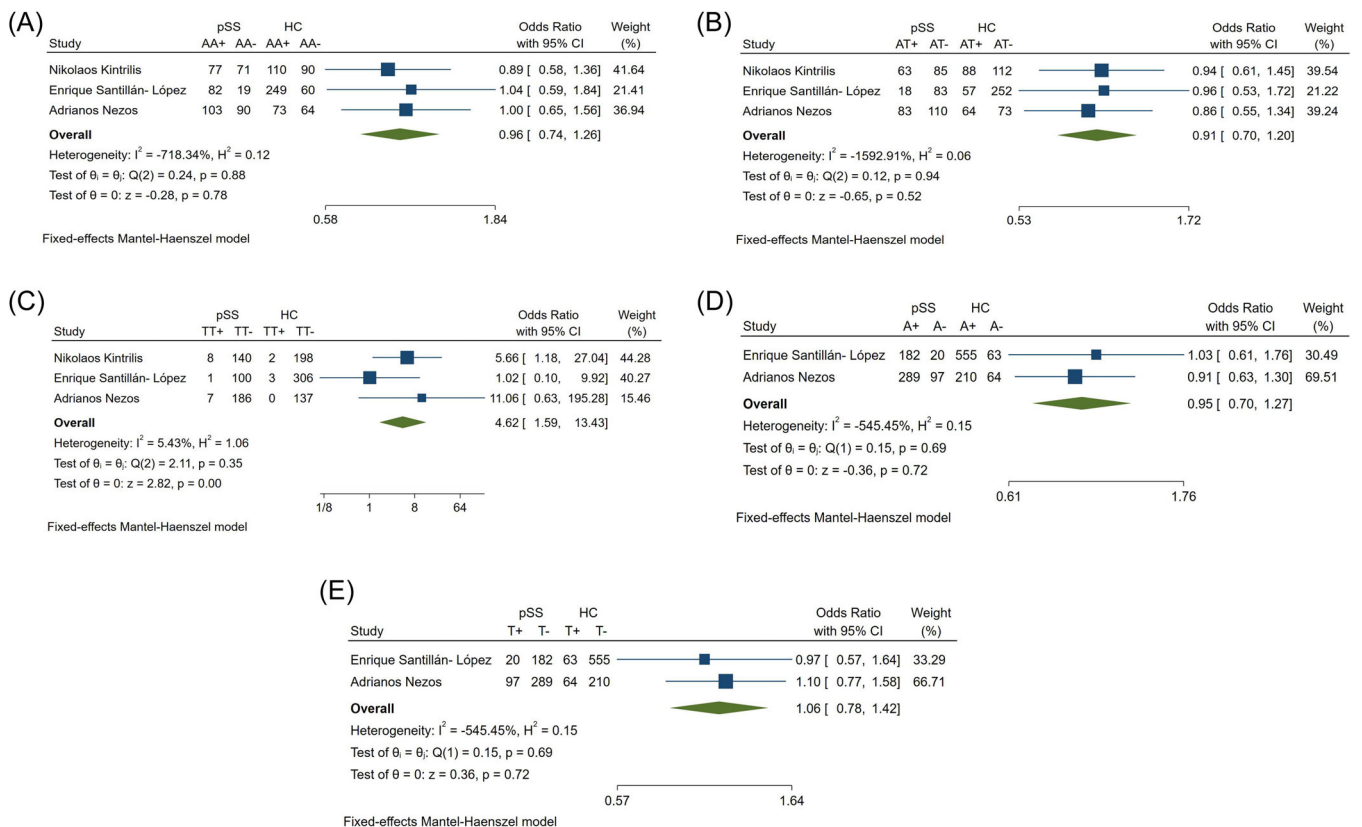 (A)
pSS HC Odds Ratio Weight
Study AA+ AA- AA+ AA- with 95% CI (%)
Nikolaos Kintrilis 77 71 110 90 0.89 [ 0.58, 1.36] 41.64
Enrique Santillán- López 82 19 249 60 1.04 [ 0.59, 1.84] 21.41
Adrianos Nezos 103 90 73 64 1.00 [ 0.65, 1.56] 36.94
Overall 0.96 [ 0.74, 1.26]
Heterogeneity: I² = -718.34%, H² = 0.12
Test of θᵢ = θⱼ: Q(2) = 0.24, p = 0.88
Test of θ = 0: z = -0.28, p = 0.78
0.58 1.84
Fixed-effects Mantel-Haenszel model
(B)
pSS HC Odds Ratio Weight
Study AT+ AT- AT+ AT- with 95% CI (%)
Nikolaos Kintrilis 63 85 88 112 0.94 [ 0.61, 1.45] 39.54
Enrique Santillán- López 18 83 57 252 0.96 [ 0.53, 1.72] 21.22
Adrianos Nezos 83 110 64 73 0.86 [ 0.55, 1.34] 39.24
Overall 0.91 [ 0.70, 1.20]
Heterogeneity: I² = -1592.91%, H² = 0.06
Test of θᵢ = θⱼ: Q(2) = 0.12, p = 0.94
Test of θ = 0: z = -0.65, p = 0.52
0.53 1.72
Fixed-effects Mantel-Haenszel model
(C)
pSS HC Odds Ratio Weight
Study TT+ TT- TT+ TT- with 95% CI (%)
Nikolaos Kintrilis 8 140 2 198 5.66 [ 1.18, 27.04] 44.28
Enrique Santillán- López 1 100 3 306 1.02 [ 0.10, 9.92] 40.27
Adrianos Nezos 7 186 0 137 11.06 [ 0.63, 195.28] 15.46
Overall 4.62 [ 1.59, 13.43]
Heterogeneity: I² = 5.43%, H² = 1.06
Test of θᵢ = θⱼ: Q(2) = 2.11, p = 0.35
Test of θ = 0: z = 2.82, p = 0.00
1/8 1 8 64
Fixed-effects Mantel-Haenszel model
(D)
pSS HC Odds Ratio Weight
Study A+ A- A+ A- with 95% CI (%)
Enrique Santillán- López 182 20 555 63 1.03 [ 0.61, 1.76] 30.49
Adrianos Nezos 289 97 210 64 0.91 [ 0.63, 1.30] 69.51
Overall 0.95 [ 0.70, 1.27]
Heterogeneity: I² = -545.45%, H² = 0.15
Test of θᵢ = θⱼ: Q(1) = 0.15, p = 0.69
Test of θ = 0: z = -0.36, p = 0.72
0.61 1.76
Fixed-effects Mantel-Haenszel model
(E)
pSS HC Odds Ratio Weight
Study T+ T- T+ T- with 95% CI (%)
Enrique Santillán- López 20 182 63 555 0.97 [ 0.57, 1.64] 33.29
Adrianos Nezos 97 289 64 210 1.10 [ 0.77, 1.58] 66.71
Overall 1.06 [ 0.78, 1.42]
Heterogeneity: I² = -545.45%, H² = 0.15
Test of θᵢ = θⱼ: Q(1) = 0.15, p = 0.69
Test of θ = 0: z = 0.36, p = 0.72
0.57 1.64
Fixed-effects Mantel-Haenszel model